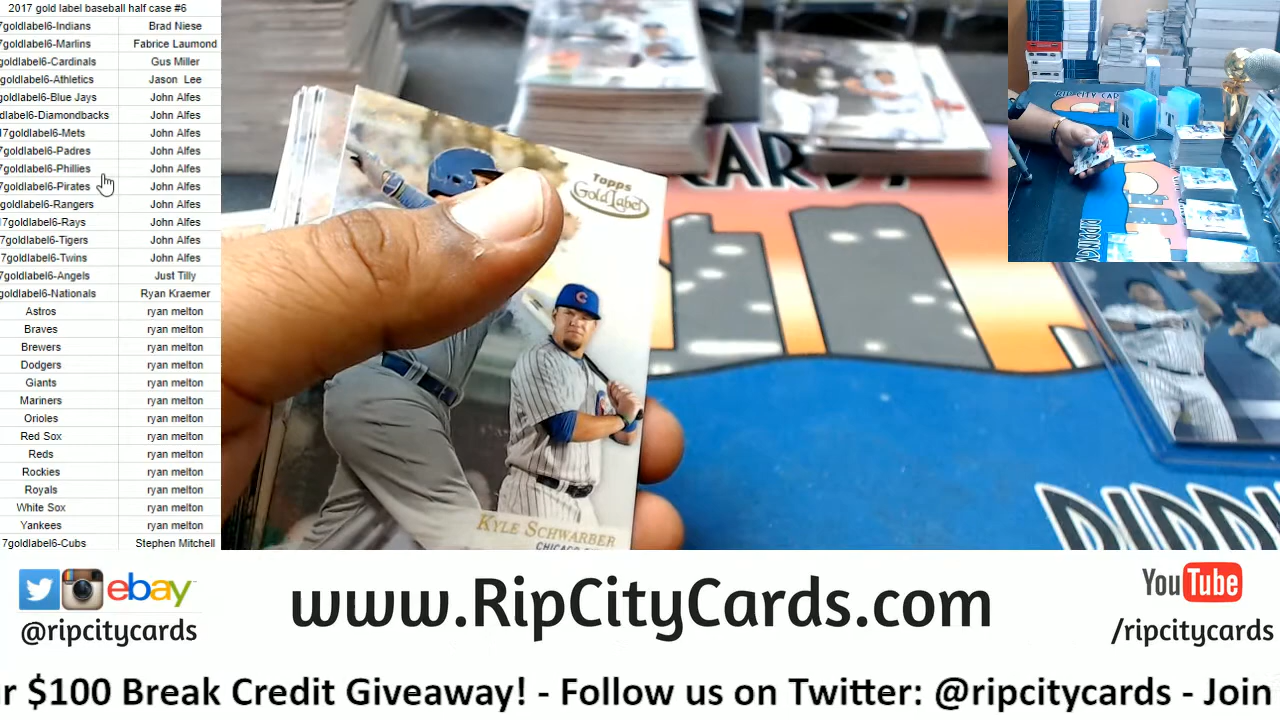 2017 gold label baseball half case #6
7goldlabel6-Indians Brad Niese
7goldlabel6-Marlins Fabrice Laumond
goldlabel6-Cardinals Gus Miller
goldlabel6-Athletics Jason Lee
goldlabel6-Blue Jays John Alfes
dlabel6-Diamondbacks John Alfes
17goldlabel6-Mets John Alfes
7goldlabel6-Padres John Alfes
7goldlabel6-Phillies John Alfes
7goldlabel6-Pirates John Alfes
goldlabel6-Rangers John Alfes
17goldlabel6-Rays John Alfes
7goldlabel6-Tigers John Alfes
7goldlabel6-Twins John Alfes
7goldlabel6-Angels Just Tilly
goldlabel6-Nationals Ryan Kraemer
Astros ryan melton
Braves ryan melton
Brewers ryan melton
Dodgers ryan melton
Giants ryan melton
Mariners ryan melton
Orioles ryan melton
Red Sox ryan melton
Reds ryan melton
Rockies ryan melton
Royals ryan melton
White Sox ryan melton
Yankees ryan melton
7goldlabel6-Cubs Stephen Mitchell
Topps
Gold Label
C
KYLE SCHWARBER
RIP CITY CARD
ebay
@ripcitycards
www.RipCityCards.com
YouTube
/ripcitycards
r $100 Break Credit Giveaway! - Follow us on Twitter: @ripcitycards - Join